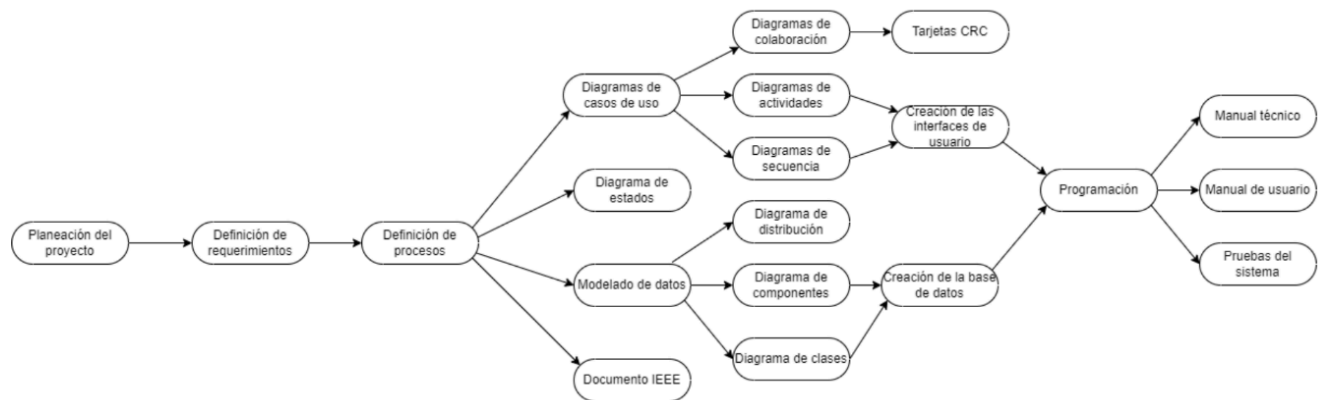 Planeación del
proyecto
Definición de
requerimientos
Definición de
procesos
Diagramas de
casos de uso
Diagrama de
estados
Modelado de datos
Documento IEEE
Diagramas de
colaboración
Diagramas de
actividades
Diagramas de
secuencia
Diagrama de
distribución
Diagrama de
componentes
Diagrama de clases
Tarjetas CRC
Creación de las
interfaces de
usuario
Creación de la base
de datos
Programación
Manual técnico
Manual de usuario
Pruebas del
sistema